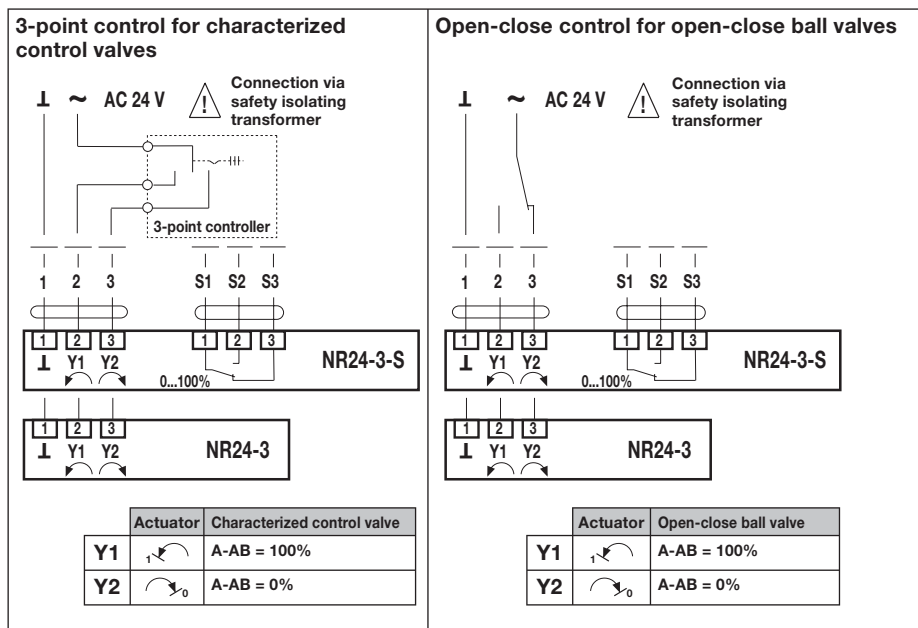 3-point control for characterized
control valves
⊥ ~ AC 24 V
Connection via
safety isolating
transformer
3-point controller
1 2 3 S1 S2 S3
1 2 3 1 2 3
⊥ Y1 Y2
0...100%
NR24-3-S
1 2 3
⊥ Y1 Y2
NR24-3
Actuator Characterized control valve
Y1 1 A-AB = 100%
Y2 0 A-AB = 0%
Open-close control for open-close ball valves
⊥ ~ AC 24 V
Connection via
safety isolating
transformer
1 2 3 S1 S2 S3
1 2 3 1 2 3
⊥ Y1 Y2
0...100%
NR24-3-S
1 2 3
⊥ Y1 Y2
NR24-3
Actuator Open-close ball valve
Y1 1 A-AB = 100%
Y2 0 A-AB = 0%